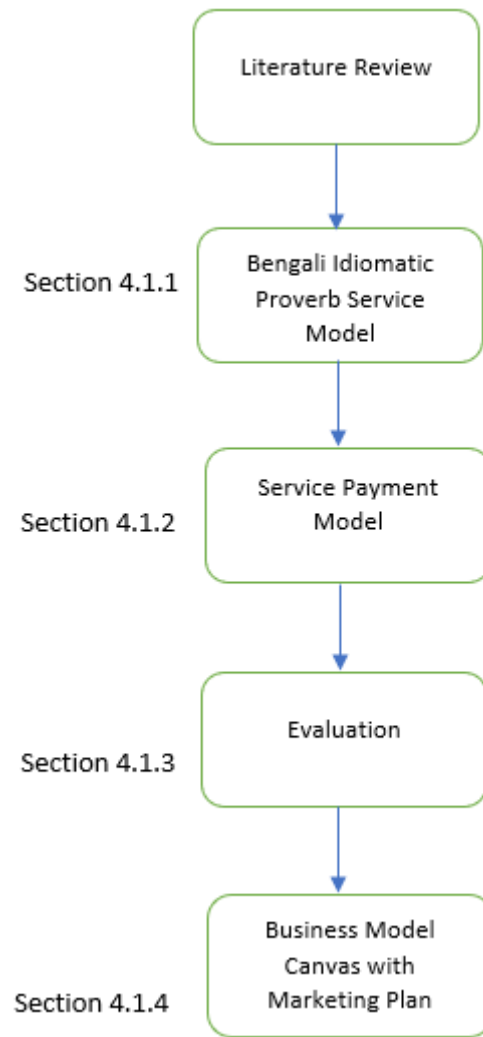 Literature Review
Section 4.1.1
Bengali Idiomatic
Proverb Service
Model
Section 4.1.2
Service Payment
Model
Section 4.1.3
Evaluation
Section 4.1.4
Business Model
Canvas with
Marketing Plan